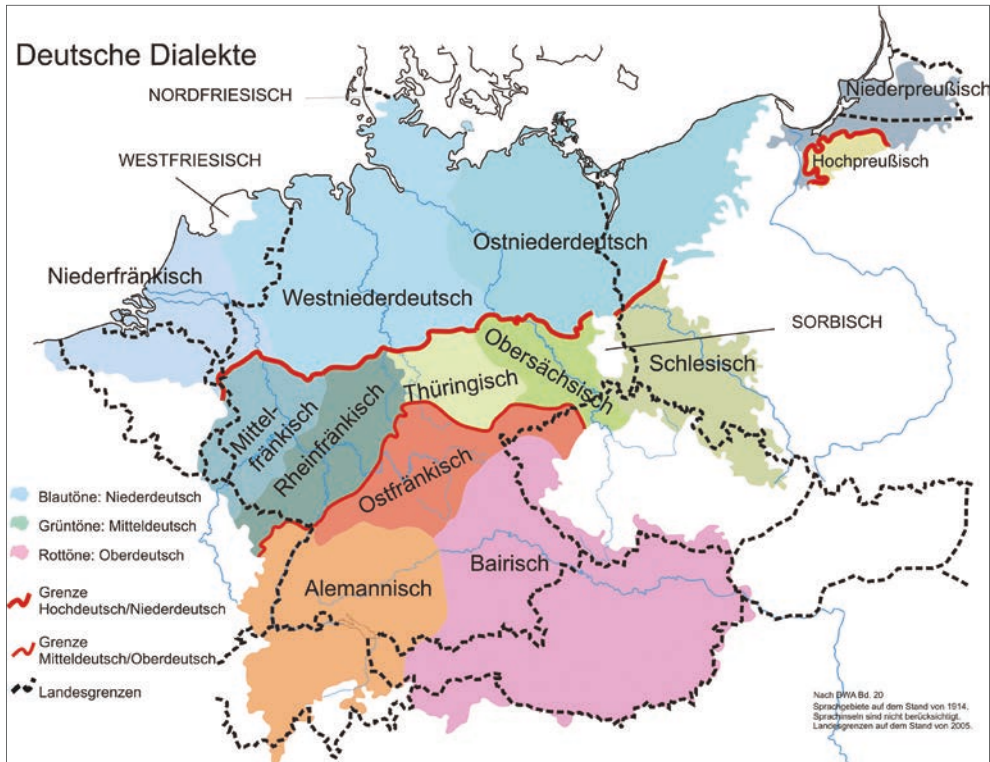 Deutsche Dialekte
NORDFRIESISCH
WESTFRIESISCH
Niederpreußisch
Hochpreußisch
Ostniederdeutsch
Niederfränkisch
Westniederdeutsch
SORBISCH
Obersächsisch
Schlesisch
Thüringisch
Mittel-
fränkisch
Rheinfränkisch
Ostfränkisch
Bairisch
Alemannisch
Blautöne: Niederdeutsch
Grüntöne: Mitteldeutsch
Rottöne: Oberdeutsch
Grenze
Hochdeutsch/Niederdeutsch
Grenze
Mitteldeutsch/Oberdeutsch
Landesgrenzen
Nach DWA Bd. 20
Sprachgebiete auf dem Stand von 1914.
Sprachinseln sind nicht berücksichtigt.
Landesgrenzen auf dem Stand von 2005.